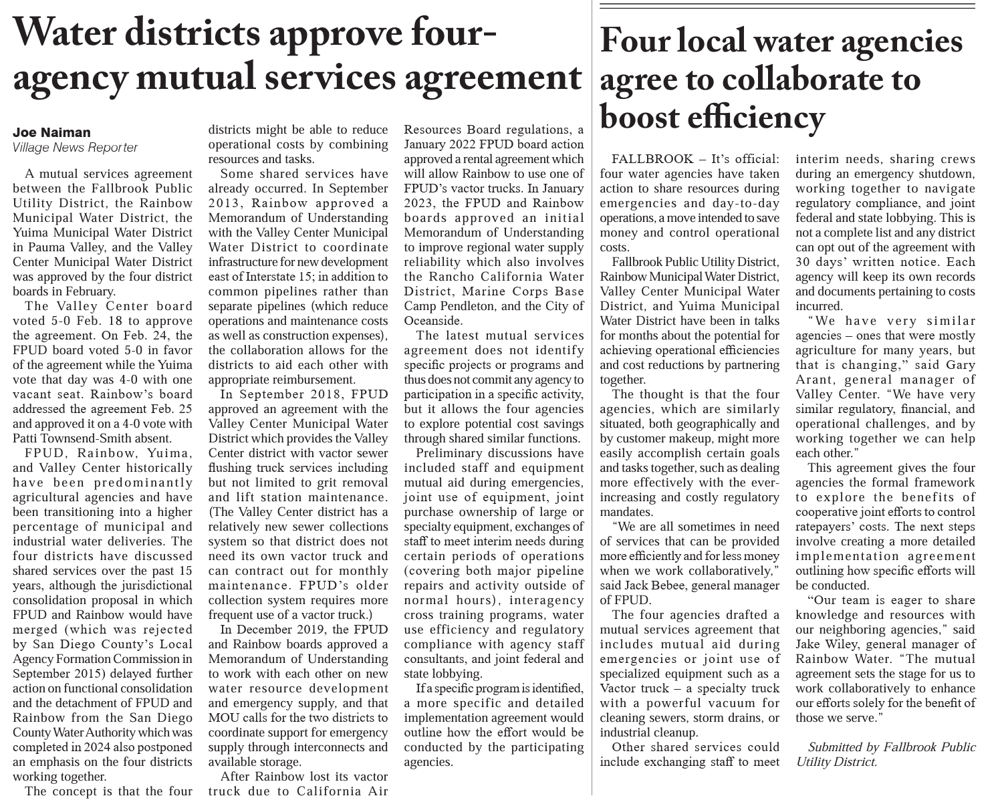 Water districts approve four-
agency mutual services agreement
Joe Naiman
Village News Reporter
A mutual services agreement
between the Fallbrook Public
Utility District, the Rainbow
Municipal Water District, the
Yuima Municipal Water District
in Pauma Valley, and the Valley
Center Municipal Water District
was approved by the four district
boards in February.
The Valley Center board
voted 5-0 Feb. 18 to approve
the agreement. On Feb. 24, the
FPUD board voted 5-0 in favor
of the agreement while the Yuima
vote that day was 4-0 with one
vacant seat. Rainbow's board
addressed the agreement Feb. 25
and approved it on a 4-0 vote with
Patti Townsend-Smith absent.
FPUD, Rainbow, Yuima,
and Valley Center historically
have been predominantly
agricultural agencies and have
been transitioning into a higher
percentage of municipal and
industrial water deliveries. The
four districts have discussed
shared services over the past 15
years, although the jurisdictional
consolidation proposal in which
FPUD and Rainbow would have
merged (which was rejected
by San Diego County's Local
Agency Formation Commission in
September 2015) delayed further
action on functional consolidation
and the detachment of FPUD and
Rainbow from the San Diego
County Water Authority which was
completed in 2024 also postponed
an emphasis on the four districts
working together.
The concept is that the four
districts might be able to reduce
operational costs by combining
resources and tasks.
Some shared services have
already occurred. In September
2013, Rainbow approved a
Memorandum of Understanding
with the Valley Center Municipal
Water District to coordinate
infrastructure for new development
east of Interstate 15; in addition to
common pipelines rather than
separate pipelines (which reduce
operations and maintenance costs
as well as construction expenses),
the collaboration allows for the
districts to aid each other with
appropriate reimbursement.
In September 2018, FPUD
approved an agreement with the
Valley Center Municipal Water
District which provides the Valley
Center district with vactor sewer
flushing truck services including
but not limited to grit removal
and lift station maintenance.
(The Valley Center district has a
relatively new sewer collections
system so that district does not
need its own vactor truck and
can contract out for monthly
maintenance. FPUD's older
collection system requires more
frequent use of a vactor truck.)
In December 2019, the FPUD
and Rainbow boards approved a
Memorandum of Understanding
to work with each other on new
water resource development
and emergency supply, and that
MOU calls for the two districts to
coordinate support for emergency
supply through interconnects and
available storage.
After Rainbow lost its vactor
truck due to California Air
Resources Board regulations, a
January 2022 FPUD board action
approved a rental agreement which
will allow Rainbow to use one of
FPUD's vactor trucks. In January
2023, the FPUD and Rainbow
boards approved an initial
Memorandum of Understanding
to improve regional water supply
reliability which also involves
the Rancho California Water
District, Marine Corps Base
Camp Pendleton, and the City of
Oceanside.
The latest mutual services
agreement does not identify
specific projects or programs and
thus does not commit any agency to
participation in a specific activity,
but it allows the four agencies
to explore potential cost savings
through shared similar functions.
Preliminary discussions have
included staff and equipment
mutual aid during emergencies,
joint use of equipment, joint
purchase ownership of large or
specialty equipment, exchanges of
staff to meet interim needs during
certain periods of operations
(covering both major pipeline
repairs and activity outside of
normal hours), interagency
cross training programs, water
use efficiency and regulatory
compliance with agency staff
consultants, and joint federal and
state lobbying.
If a specific program is identified,
a more specific and detailed
implementation agreement would
outline how the effort would be
conducted by the participating
agencies.
Four local water agencies
agree to collaborate to
boost efficiency
FALLBROOK – It's official:
four water agencies have taken
action to share resources during
emergencies and day-to-day
operations, a move intended to save
money and control operational
costs.
Fallbrook Public Utility District,
Rainbow Municipal Water District,
Valley Center Municipal Water
District, and Yuima Municipal
Water District have been in talks
for months about the potential for
achieving operational efficiencies
and cost reductions by partnering
together.
The thought is that the four
agencies, which are similarly
situated, both geographically and
by customer makeup, might more
easily accomplish certain goals
and tasks together, such as dealing
more effectively with the ever-
increasing and costly regulatory
mandates.
“We are all sometimes in need
of services that can be provided
more efficiently and for less money
when we work collaboratively,”
said Jack Bebee, general manager
of FPUD.
The four agencies drafted a
mutual services agreement that
includes mutual aid during
emergencies or joint use of
specialized equipment such as a
Vactor truck – a specialty truck
with a powerful vacuum for
cleaning sewers, storm drains, or
industrial cleanup.
Other shared services could
include exchanging staff to meet
interim needs, sharing crews
during an emergency shutdown,
working together to navigate
regulatory compliance, and joint
federal and state lobbying. This is
not a complete list and any district
can opt out of the agreement with
30 days' written notice. Each
agency will keep its own records
and documents pertaining to costs
incurred.
“We have very similar
agencies – ones that were mostly
agriculture for many years, but
that is changing,” said Gary
Arant, general manager of
Valley Center. “We have very
similar regulatory, financial, and
operational challenges, and by
working together we can help
each other.”
This agreement gives the four
agencies the formal framework
to explore the benefits of
cooperative joint efforts to control
ratepayers' costs. The next steps
involve creating a more detailed
implementation agreement
outlining how specific efforts will
be conducted.
“Our team is eager to share
knowledge and resources with
our neighboring agencies,” said
Jake Wiley, general manager of
Rainbow Water. “The mutual
agreement sets the stage for us to
work collaboratively to enhance
our efforts solely for the benefit of
those we serve.”
Submitted by Fallbrook Public
Utility District.